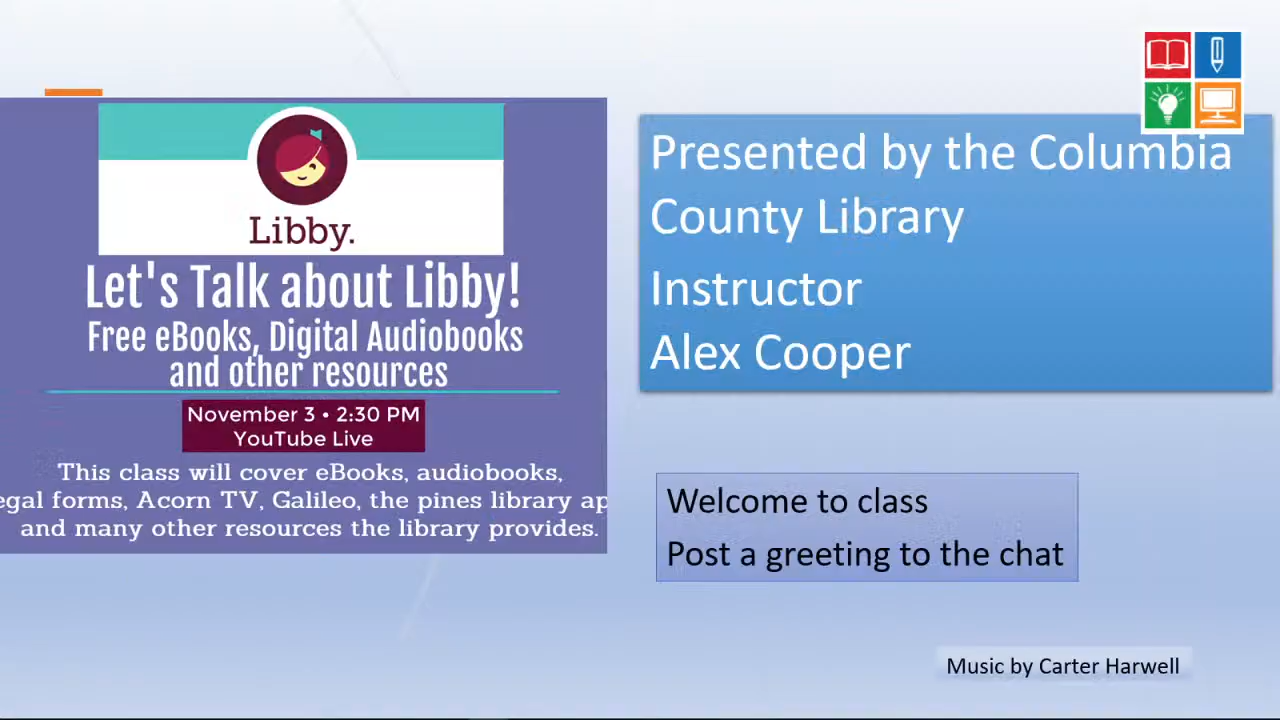 Libby.
Let's Talk about Libby!
Free eBooks, Digital Audiobooks
and other resources
November 3 • 2:30 PM
YouTube Live
This class will cover eBooks, audiobooks,
egal forms, Acorn TV, Galileo, the pines library ap
and many other resources the library provides.
Presented by the Columbia
County Library
Instructor
Alex Cooper
Welcome to class
Post a greeting to the chat
Music by Carter Harwell